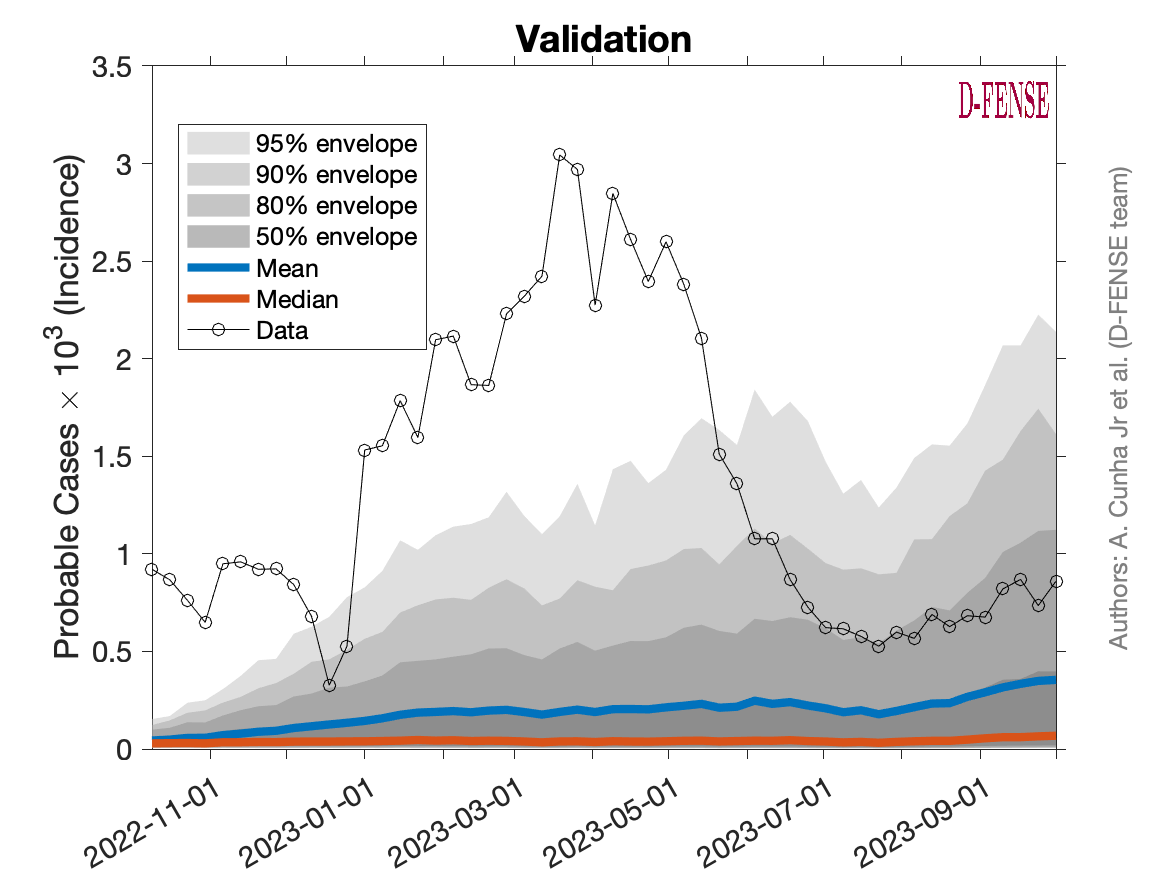 Validation
D-FENSE
95% envelope
90% envelope
80% envelope
50% envelope
Mean
Median
Data
Probable Cases × 10³ (Incidence)
3.5
3
2.5
2
1.5
1
0.5
0
2022-11-01
2023-01-01
2023-03-01
2023-05-01
2023-07-01
2023-09-01
Authors: A. Cunha Jr et al. (D-FENSE team)